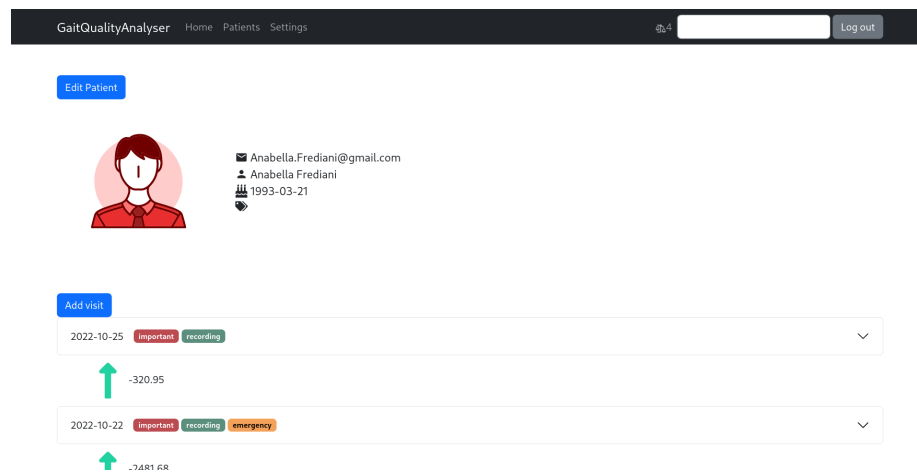 GaitQualityAnalyser Home Patients Settings 4 Log out
Edit Patient
Anabella.Frediani@gmail.com
Anabella Frediani
1993-03-21
Add visit
2022-10-25 important recording
-320.95
2022-10-22 important recording emergency
-2481.68